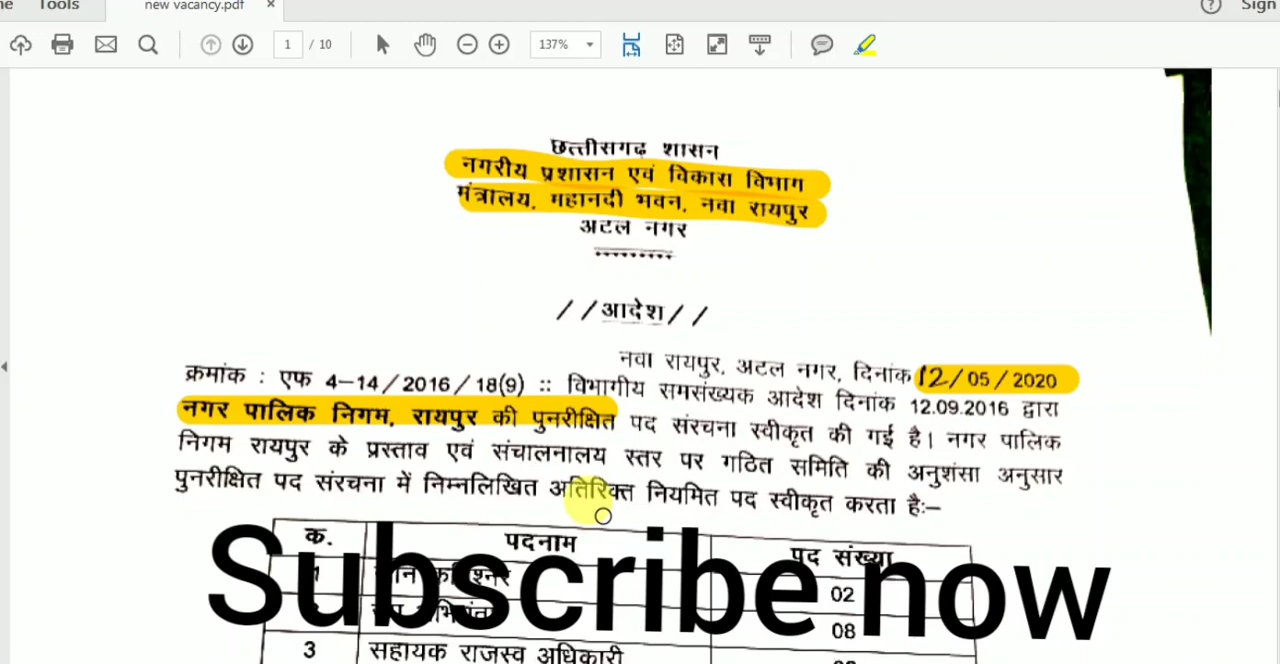 Tools
new vacancy.pdf ×
? Sign
1 / 10
137%
छत्तीसगढ़ शासन
नगरीय प्रशासन एवं विकास विभाग
मंत्रालय, महानदी भवन, नवा रायपुर
अटल नगर
//आदेश//
नवा रायपुर, अटल नगर, दिनांक 12/05/2020
क्रमांक : एफ 4–14/2016/18(9) :: विभागीय समसंख्यक आदेश दिनांक 12.09.2016 द्वारा
नगर पालिक निगम, रायपुर की पुनरीक्षित पद संरचना स्वीकृत की गई है। नगर पालिक
निगम रायपुर के प्रस्ताव एवं संचालनालय स्तर पर गठित समिति की अनुशंसा अनुसार
पुनरीक्षित पद संरचना में निम्नलिखित अतिरिक्त नियमित पद स्वीकृत करता है:–
क. पदनाम पद संख्या
Subscribe now
02
08
3 सहायक राजस्व अधिकारी